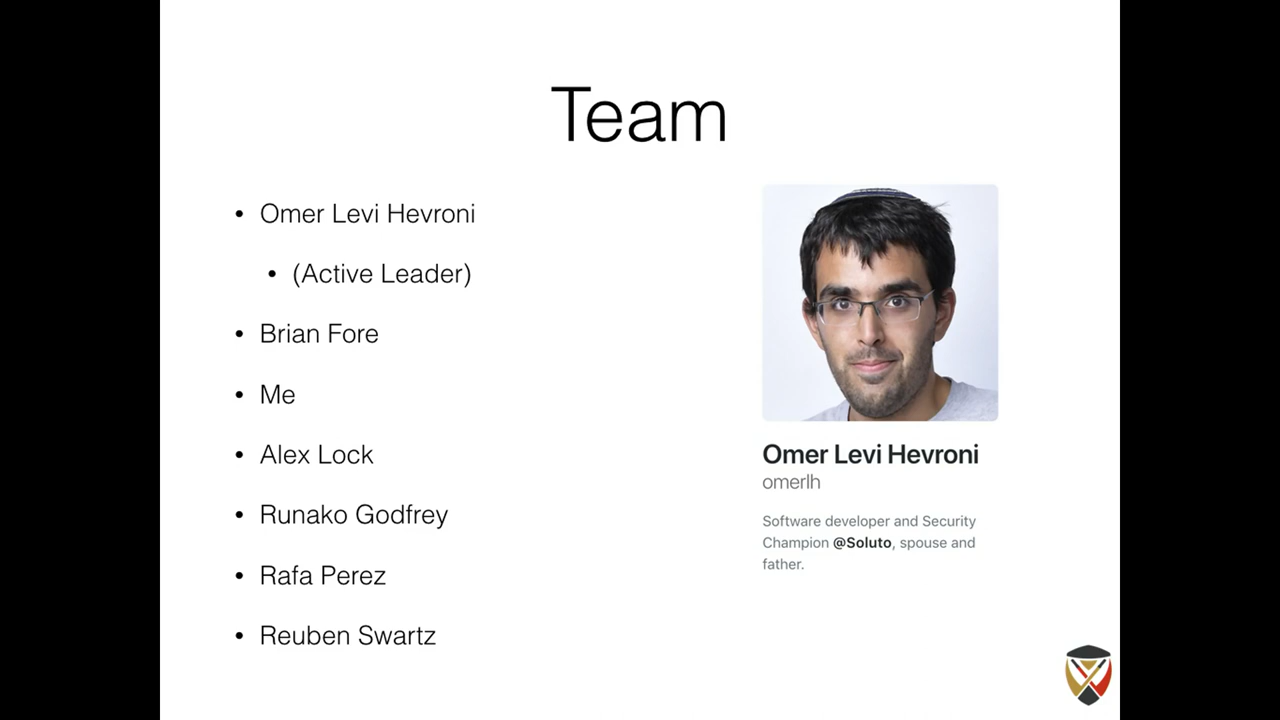 Team
Omer Levi Hevroni
(Active Leader)
Brian Fore
Me
Alex Lock
Runako Godfrey
Rafa Perez
Reuben Swartz
Omer Levi Hevroni
omerlh
Software developer and Security
Champion @Soluto, spouse and
father.